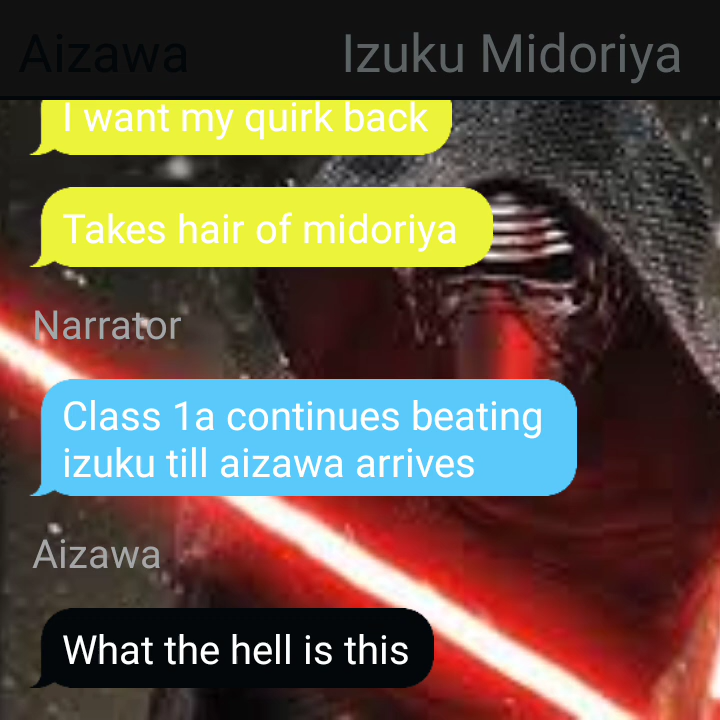 Aizawa
Izuku Midoriya
I want my quirk back
Takes hair of midoriya
Narrator
Class 1a continues beating
izuku till aizawa arrives
Aizawa
What the hell is this